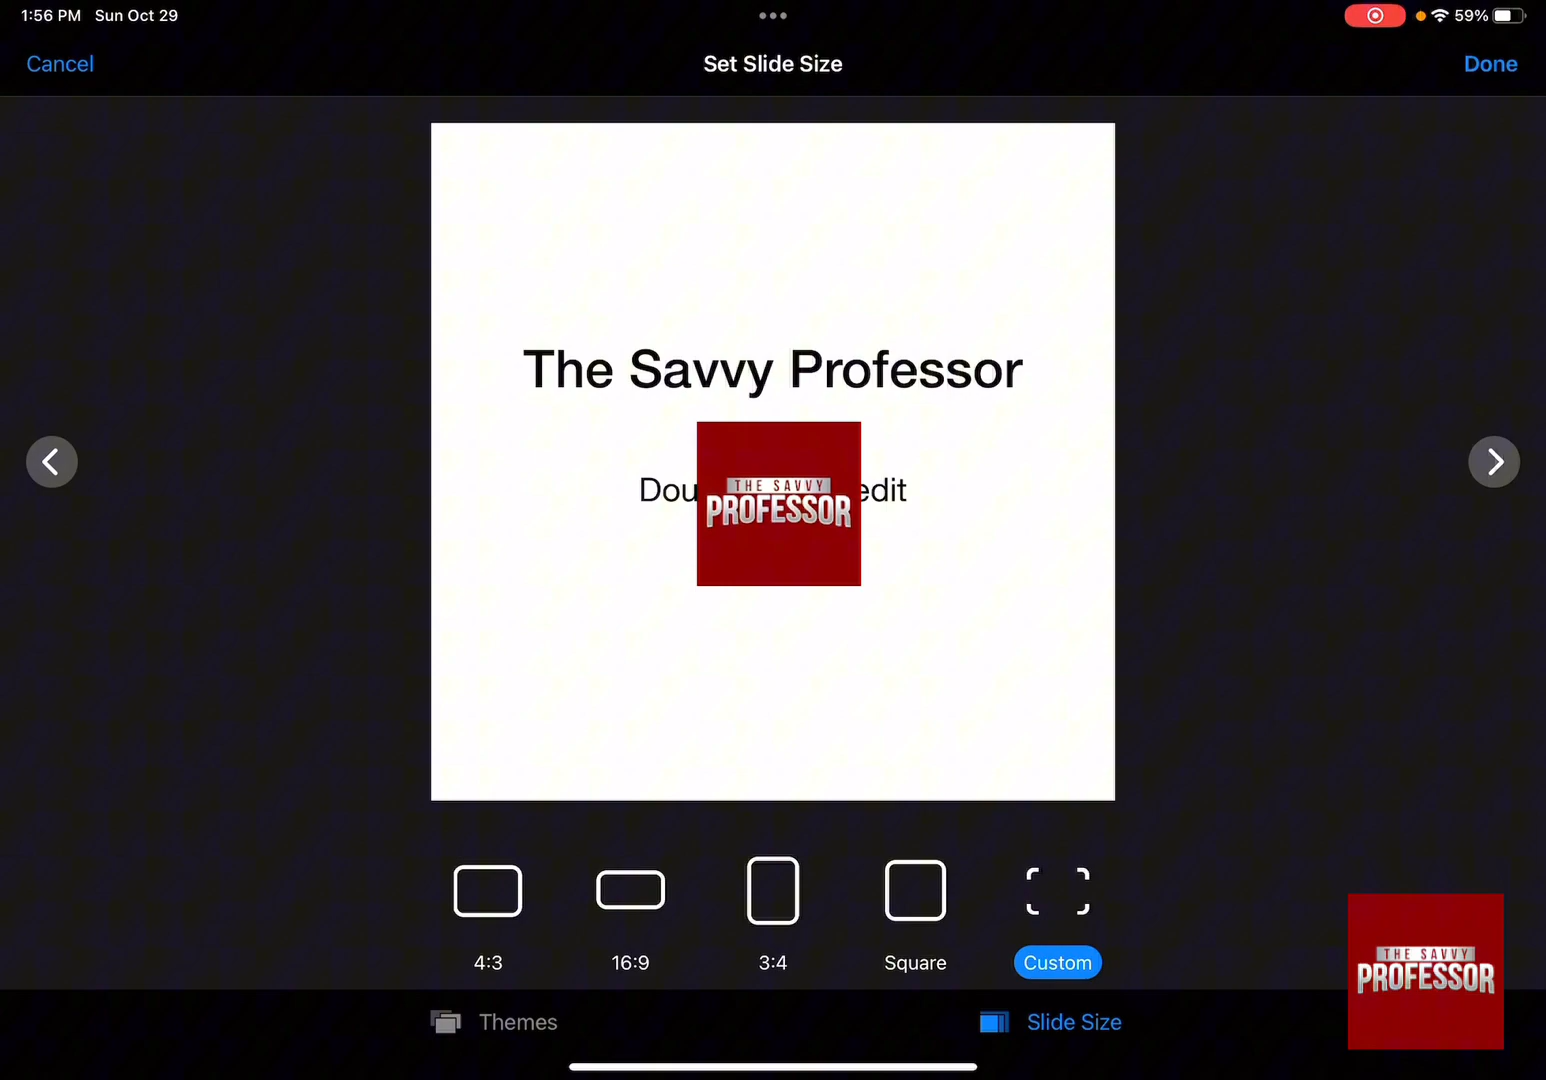 1:56 PM Sun Oct 29
59%
Cancel
Set Slide Size
Done
The Savvy Professor
Dou
edit
THE SAVVY
PROFESSOR
4:3
16:9
3:4
Square
Custom
THE SAVVY
PROFESSOR
Themes
Slide Size